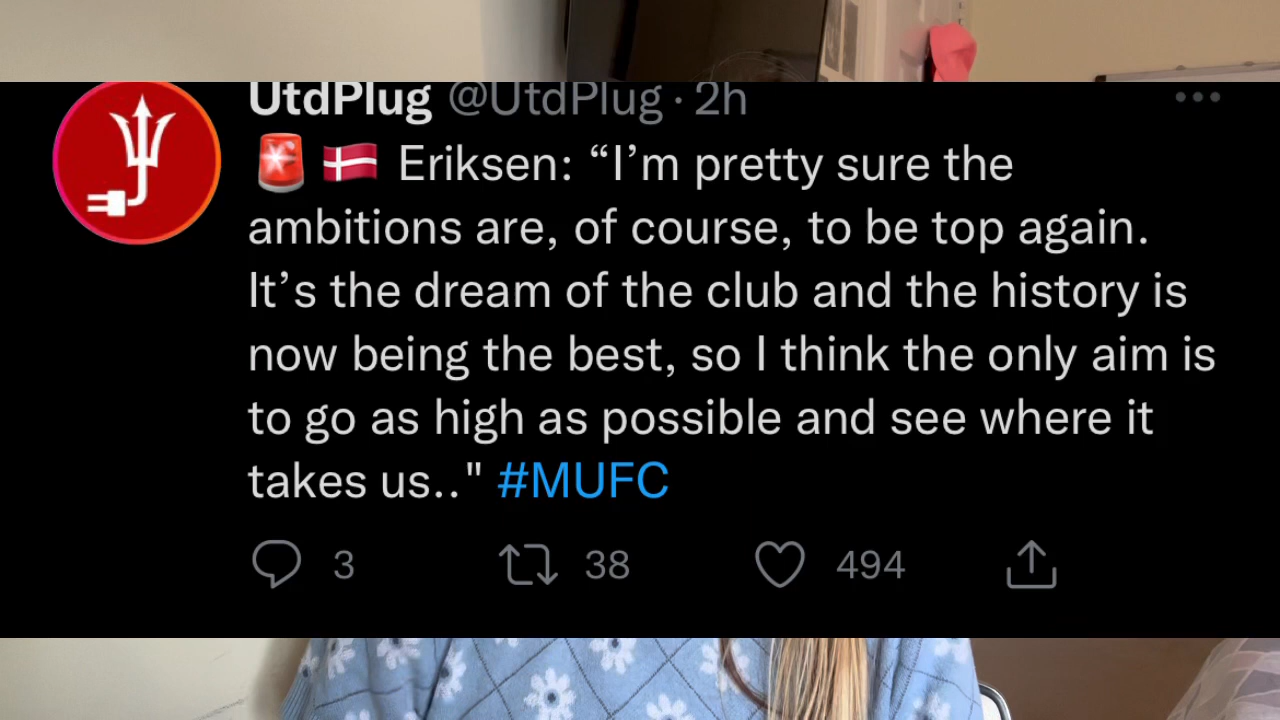 UtdPlug @UtdPlug · 2h
🚨 🇩🇰 Eriksen: “I’m pretty sure the
ambitions are, of course, to be top again.
It’s the dream of the club and the history is
now being the best, so I think the only aim is
to go as high as possible and see where it
takes us.." #MUFC
3 38 494